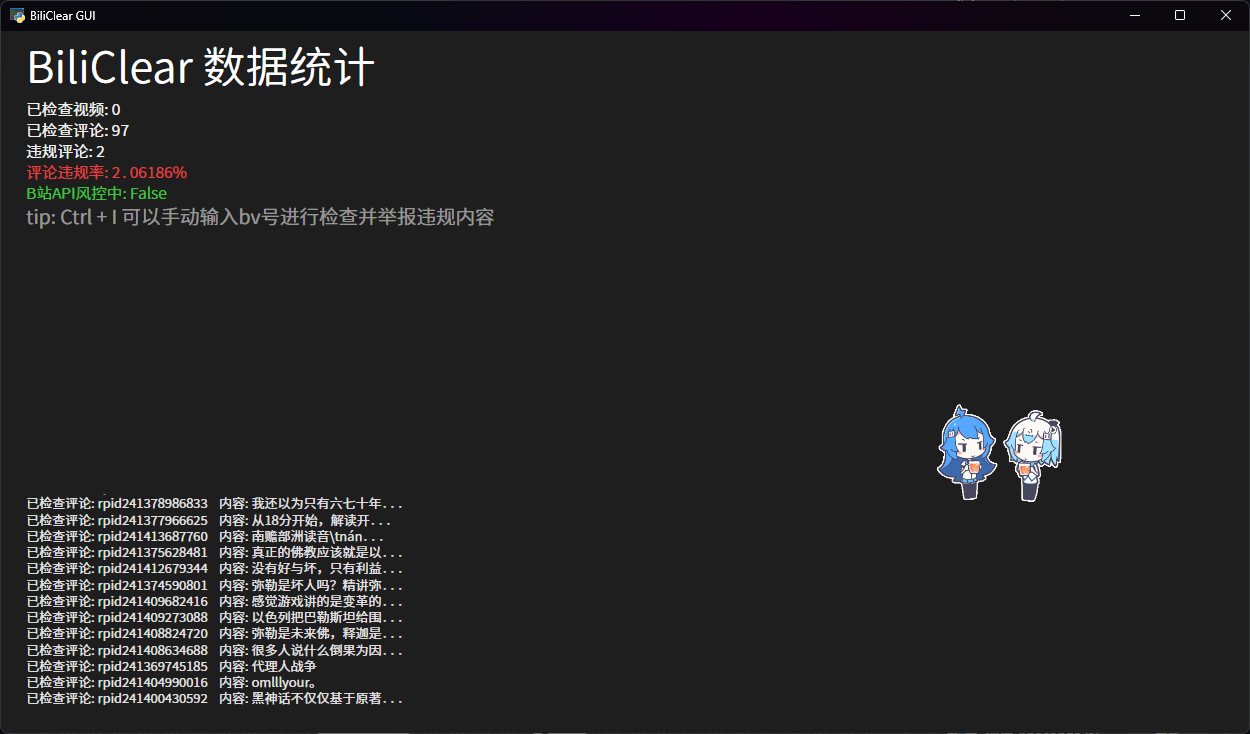 BiliClear GUI
BiliClear 数据统计
已检查视频: 0
已检查评论: 97
违规评论: 2
评论违规率: 2.06186%
B站API风控中: False
tip: Ctrl + I 可以手动输入bv号进行检查并举报违规内容
已检查评论: rpid241378986833 内容: 我还以为只有六七十年...
已检查评论: rpid241377966625 内容: 从18分开始，解读开...
已检查评论: rpid241413687760 内容: 南赡部洲读音\tnán...
已检查评论: rpid241375628481 内容: 真正的佛教应该就是以...
已检查评论: rpid241412679344 内容: 没有好与坏，只有利益...
已检查评论: rpid241374590801 内容: 弥勒是坏人吗？精讲弥...
已检查评论: rpid241409682416 内容: 感觉游戏讲的是变革的...
已检查评论: rpid241409273088 内容: 以色列把巴勒斯坦给围...
已检查评论: rpid241408824720 内容: 弥勒是未来佛，释迦是...
已检查评论: rpid241408634688 内容: 很多人说什么倒果为因...
已检查评论: rpid241369745185 内容: 代理人战争
已检查评论: rpid241404990016 内容: omlllyour。
已检查评论: rpid241400430592 内容: 黑神话不仅仅基于原著...